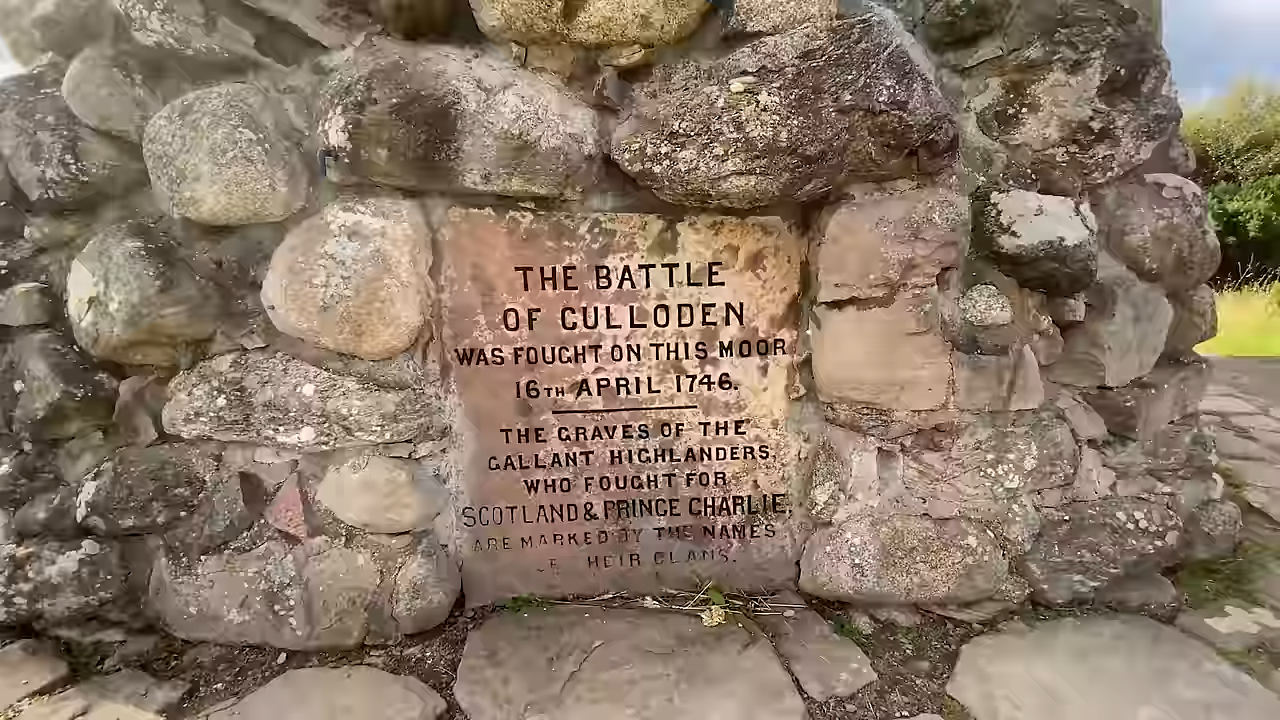 THE BATTLE
OF CULLODEN
WAS FOUGHT ON THIS MOOR
16TH APRIL 1746.
THE GRAVES OF THE
GALLANT HIGHLANDERS,
WHO FOUGHT FOR
SCOTLAND & PRINCE CHARLIE,
ARE MARKED BY THE NAMES
CLANS.